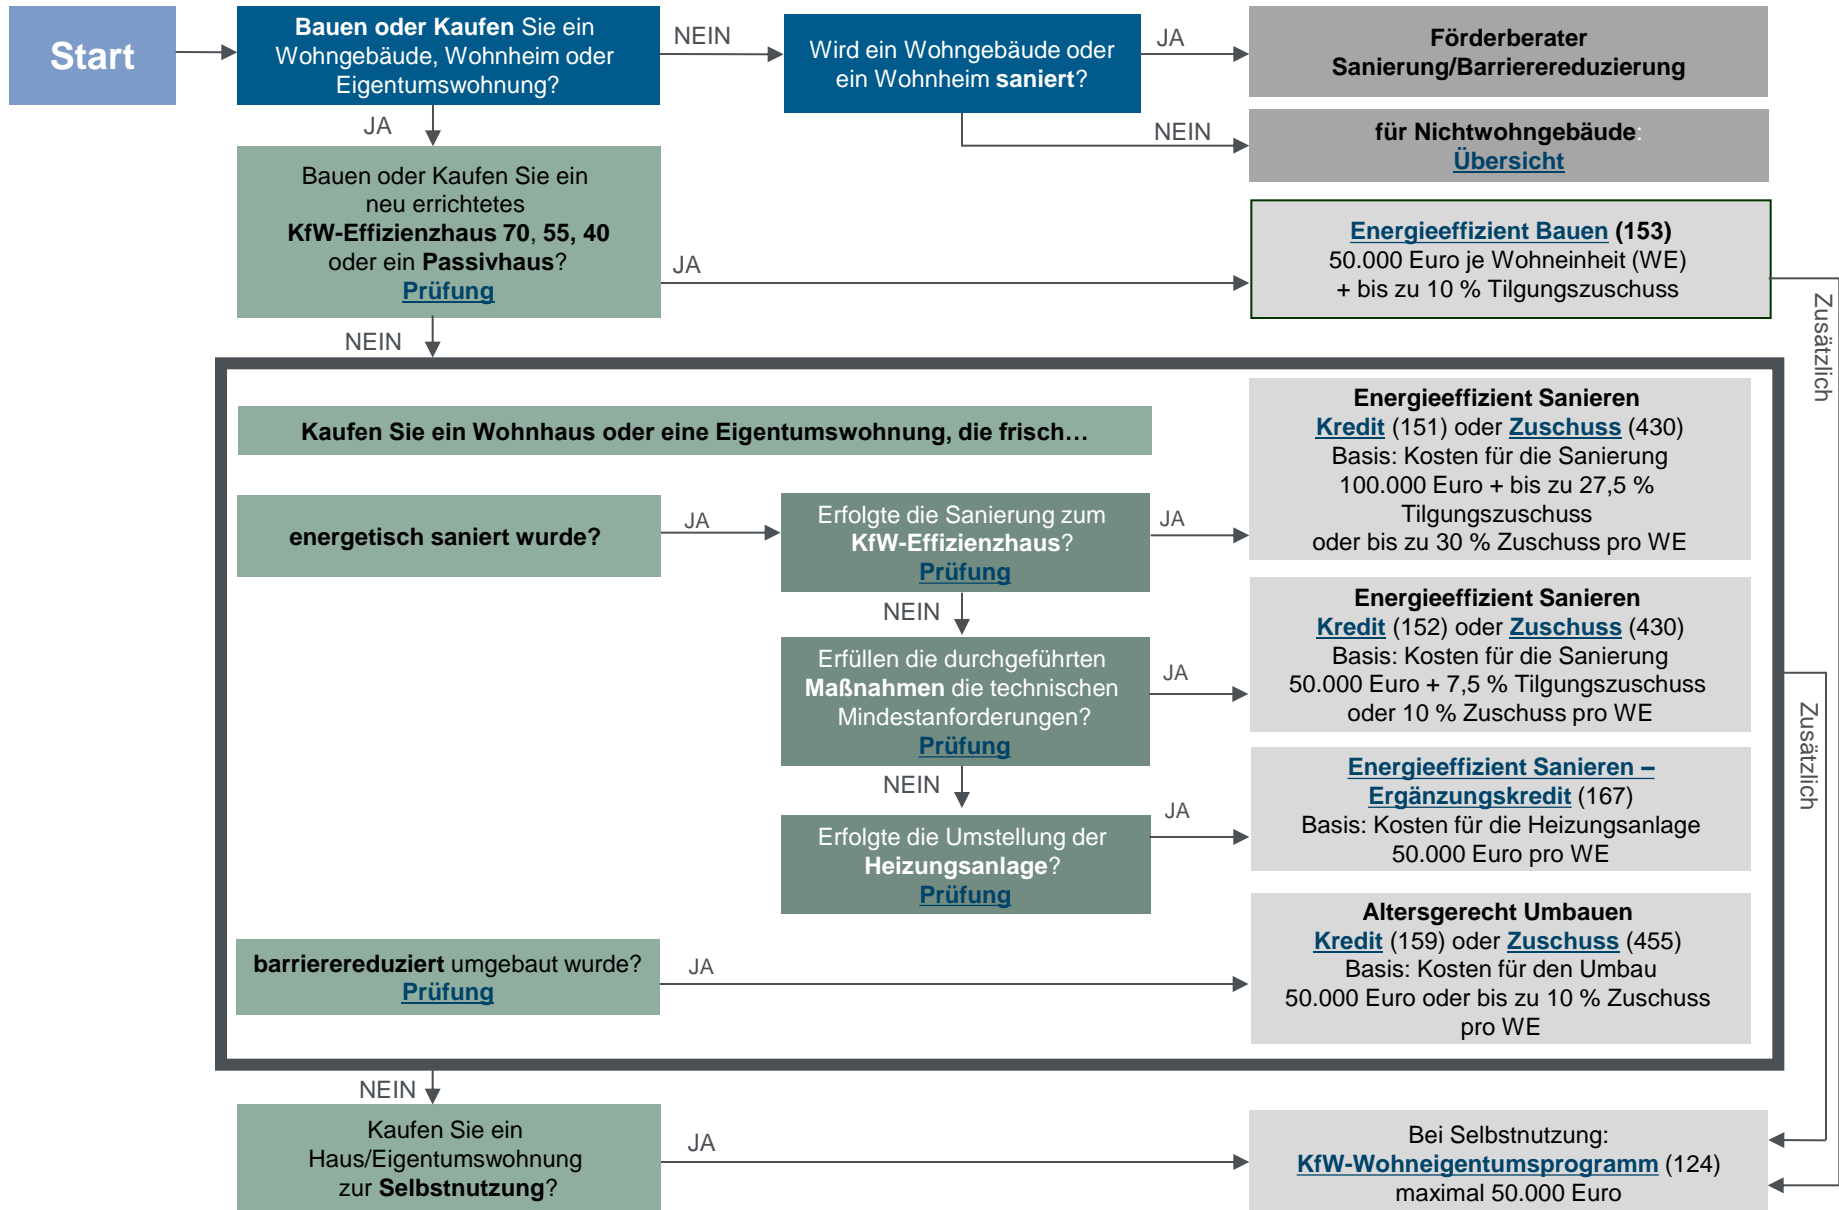 Start
Bauen oder Kaufen Sie ein
Wohngebäude, Wohnheim oder
Eigentumswohnung?
NEIN
Wird ein Wohngebäude oder
ein Wohnheim saniert?
JA
Förderberater
Sanierung/Barrierereduzierung
JA
NEIN
für Nichtwohngebäude:
Übersicht
Bauen oder Kaufen Sie ein
neu errichtetes
KfW-Effizienzhaus 70, 55, 40
oder ein Passivhaus?
Prüfung
JA
Energieeffizient Bauen (153)
50.000 Euro je Wohneinheit (WE)
+ bis zu 10 % Tilgungszuschuss
Zusätzlich
NEIN
Kaufen Sie ein Wohnhaus oder eine Eigentumswohnung, die frisch…
energetisch saniert wurde?
JA
Erfolgte die Sanierung zum
KfW-Effizienzhaus?
Prüfung
JA
Energieeffizient Sanieren
Kredit (151) oder Zuschuss (430)
Basis: Kosten für die Sanierung
100.000 Euro + bis zu 27,5 %
Tilgungszuschuss
oder bis zu 30 % Zuschuss pro WE
NEIN
Erfüllen die durchgeführten
Maßnahmen die technischen
Mindestanforderungen?
Prüfung
JA
Energieeffizient Sanieren
Kredit (152) oder Zuschuss (430)
Basis: Kosten für die Sanierung
50.000 Euro + 7,5 % Tilgungszuschuss
oder 10 % Zuschuss pro WE
Zusätzlich
NEIN
Erfolgte die Umstellung der
Heizungsanlage?
Prüfung
JA
Energieeffizient Sanieren –
Ergänzungskredit (167)
Basis: Kosten für die Heizungsanlage
50.000 Euro pro WE
barrierereduziert umgebaut wurde?
Prüfung
JA
Altersgerecht Umbauen
Kredit (159) oder Zuschuss (455)
Basis: Kosten für den Umbau
50.000 Euro oder bis zu 10 % Zuschuss
pro WE
NEIN
Kaufen Sie ein
Haus/Eigentumswohnung
zur Selbstnutzung?
JA
Bei Selbstnutzung:
KfW-Wohneigentumsprogramm (124)
maximal 50.000 Euro